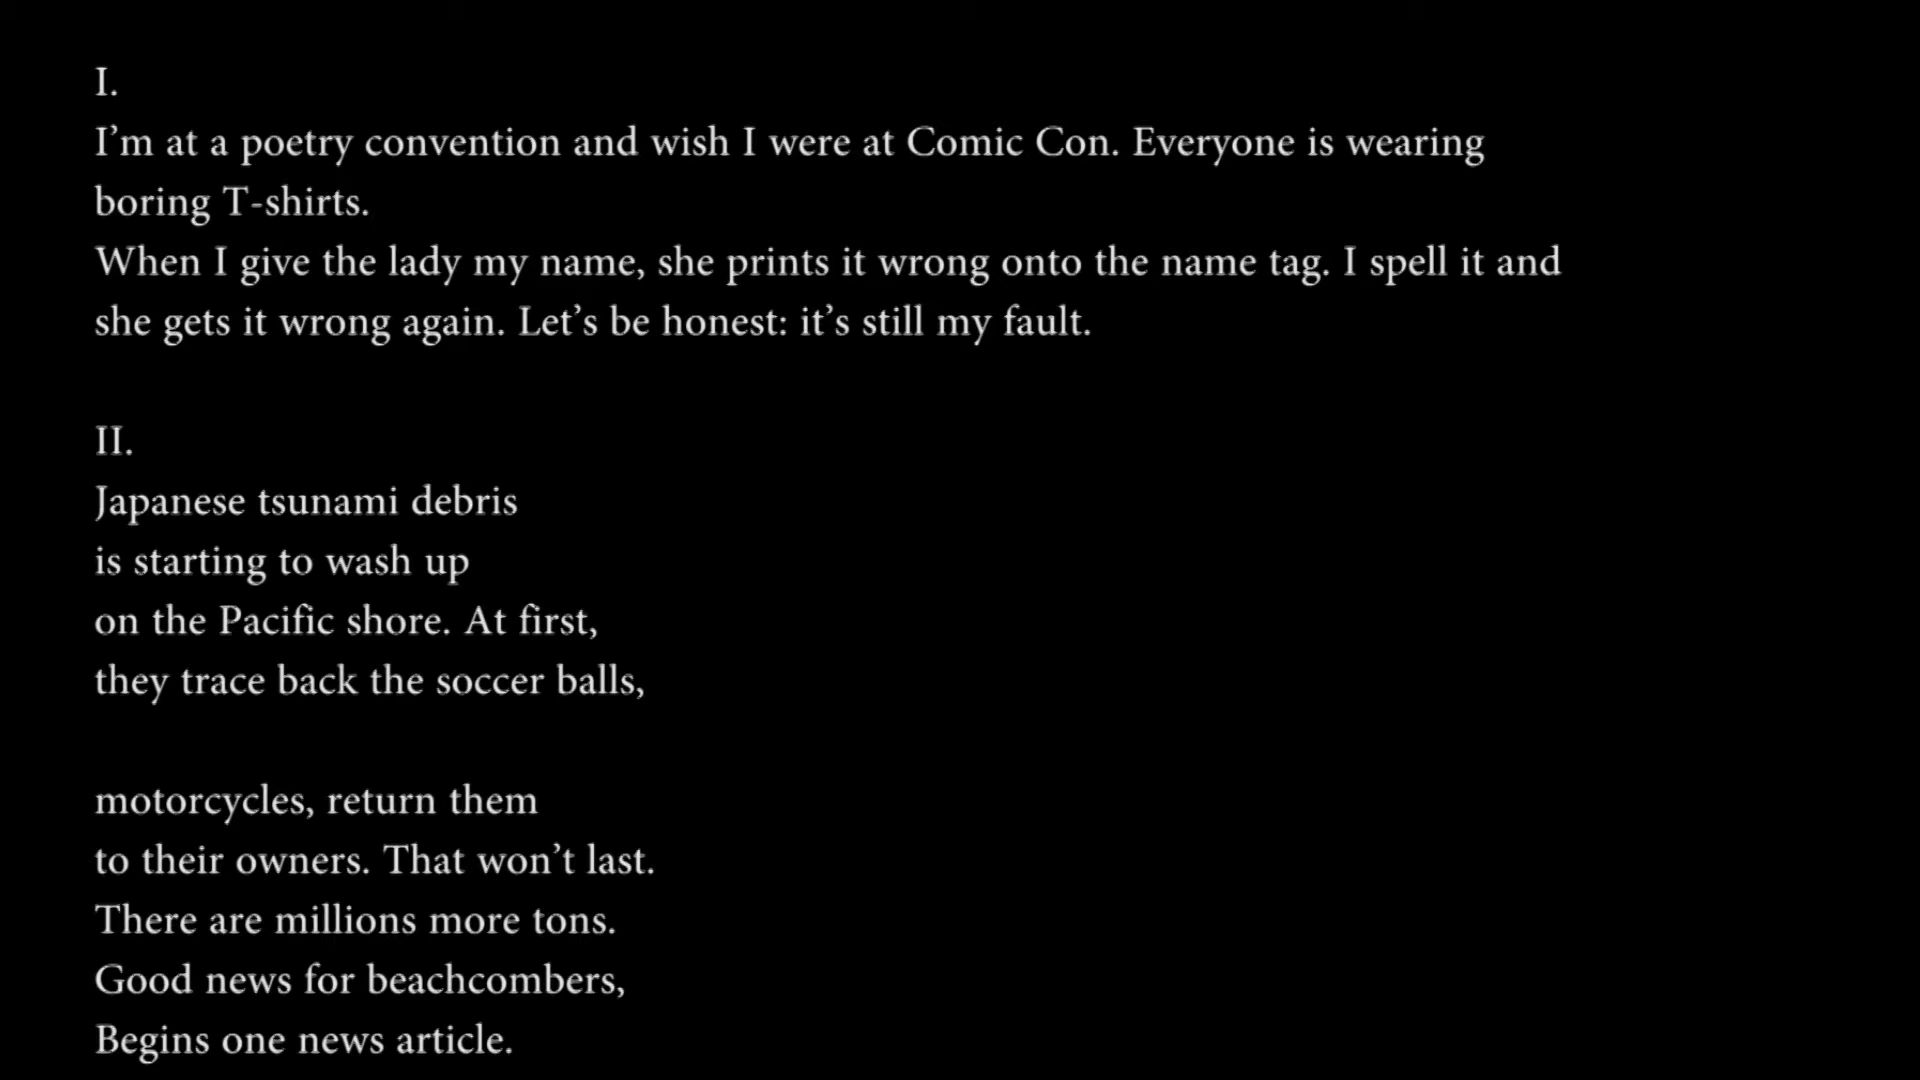 I.
I’m at a poetry convention and wish I were at Comic Con. Everyone is wearing
boring T-shirts.
When I give the lady my name, she prints it wrong onto the name tag. I spell it and
she gets it wrong again. Let’s be honest: it’s still my fault.
II.
Japanese tsunami debris
is starting to wash up
on the Pacific shore. At first,
they trace back the soccer balls,
motorcycles, return them
to their owners. That won’t last.
There are millions more tons.
Good news for beachcombers,
Begins one news article.